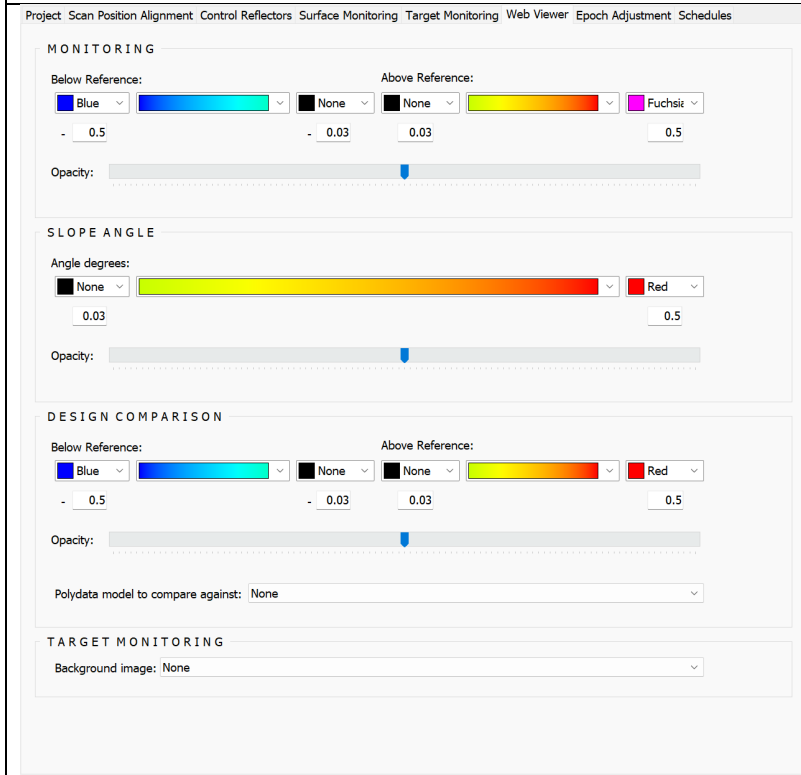 Project Scan Position Alignment Control Reflectors Surface Monitoring Target Monitoring Web Viewer Epoch Adjustment Schedules
MONITORING
Below Reference: Above Reference:
Blue None None Fuchsia
- 0.5 - 0.03 0.03 0.5
Opacity:
SLOPE ANGLE
Angle degrees:
None Red
0.03 0.5
Opacity:
DESIGN COMPARISON
Below Reference: Above Reference:
Blue None None Red
- 0.5 - 0.03 0.03 0.5
Opacity:
Polydata model to compare against: None
TARGET MONITORING
Background image: None